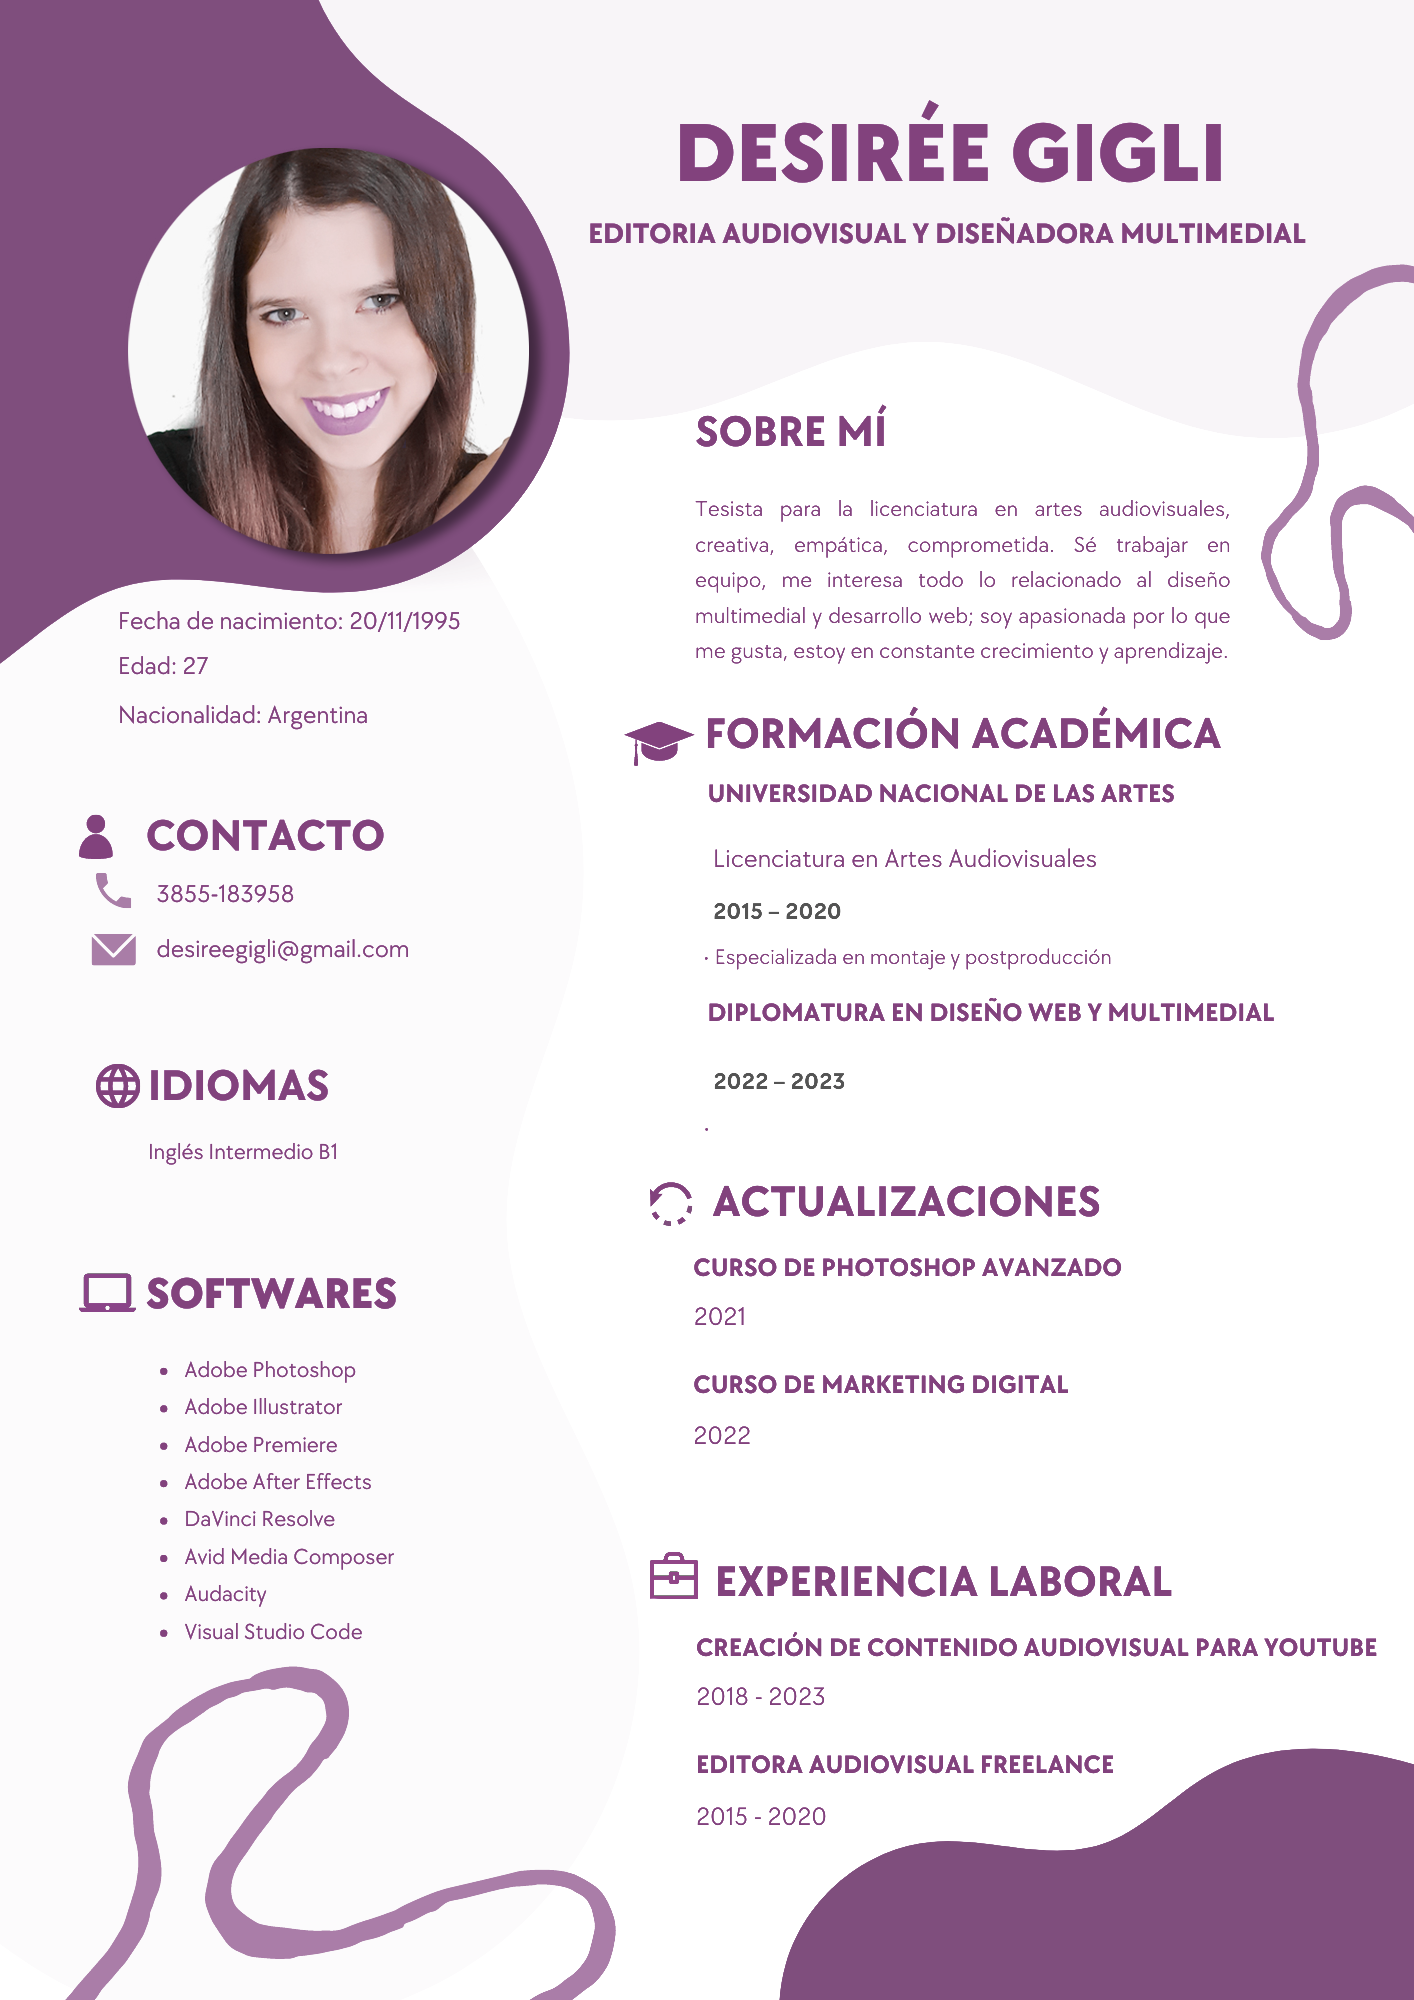 DESIRÉE GIGLI
EDITORIA AUDIOVISUAL Y DISEÑADORA MULTIMEDIAL
Fecha de nacimiento: 20/11/1995
Edad: 27
Nacionalidad: Argentina
CONTACTO
3855-183958
desireegigli@gmail.com
IDIOMAS
Inglés Intermedio B1
SOFTWARES
• Adobe Photoshop
• Adobe Illustrator
• Adobe Premiere
• Adobe After Effects
• DaVinci Resolve
• Avid Media Composer
• Audacity
• Visual Studio Code
SOBRE MÍ
Tesista para la licenciatura en artes audiovisuales,
creativa, empática, comprometida. Sé trabajar en
equipo, me interesa todo lo relacionado al diseño
multimedial y desarrollo web; soy apasionada por lo que
me gusta, estoy en constante crecimiento y aprendizaje.
FORMACIÓN ACADÉMICA
UNIVERSIDAD NACIONAL DE LAS ARTES
Licenciatura en Artes Audiovisuales
2015 – 2020
· Especializada en montaje y postproducción
DIPLOMATURA EN DISEÑO WEB Y MULTIMEDIAL
2022 – 2023
·
ACTUALIZACIONES
CURSO DE PHOTOSHOP AVANZADO
2021
CURSO DE MARKETING DIGITAL
2022
EXPERIENCIA LABORAL
CREACIÓN DE CONTENIDO AUDIOVISUAL PARA YOUTUBE
2018 - 2023
EDITORA AUDIOVISUAL FREELANCE
2015 - 2020